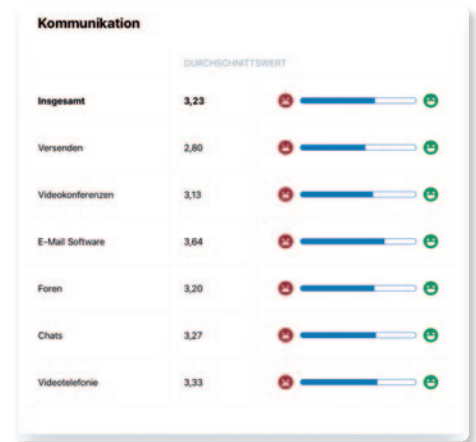 Kommunikation
DURCHSCHNITTSWERT
Insgesamt 3,23
Versenden 2,80
Videokonferenzen 3,13
E-Mail Software 3,64
Foren 3,20
Chats 3,27
Videotelefonie 3,33